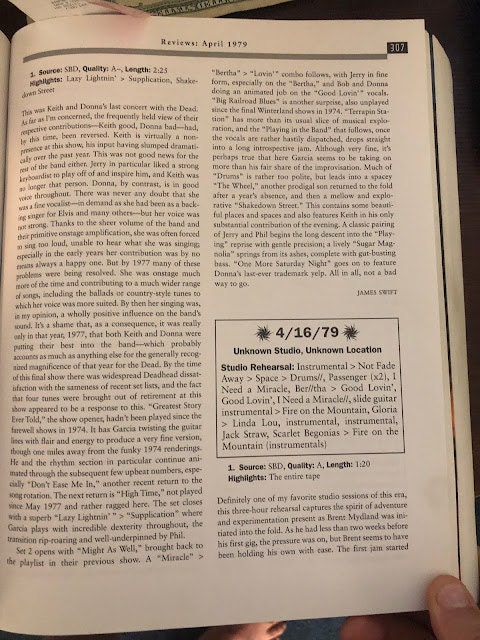 Reviews: April 1979
307
1. Source: SBD, Quality: A–, Length: 2:25
Highlights: Lazy Lightnin' > Supplication, Shake-
down Street
This was Keith and Donna's last concert with the Dead.
As far as I'm concerned, the frequently held view of their
respective contributions—Keith good, Donna bad—had,
by this time, been reversed. Keith is virtually a non-
presence at this show, his input having slumped dramati-
cally over the past year. This was not good news for the
rest of the band either. Jerry in particular liked a strong
keyboardist to play off of and inspire him, and Keith was
no longer that person. Donna, by contrast, is in good
voice throughout. There was never any doubt that she
was a fine vocalist—in demand as she had been as a back-
ing singer for Elvis and many others—but her voice was
not strong. Thanks to the sheer volume of the band and
their primitive onstage amplification, she was often forced
to sing too loud, unable to hear what she was singing;
especially in the early years her contribution was by no
means always a happy one. But by 1977 many of these
problems were being resolved. She was onstage much
more of the time and contributing to a much wider range
of songs, including the ballads or country-style tunes to
which her voice was more suited. By then her singing was,
in my opinion, a wholly positive influence on the band's
sound. It's a shame that, as a consequence, it was really
only in that year, 1977, that both Keith and Donna were
putting their best into the band—which probably
accounts as much as anything else for the generally recog-
nized magnificence of that year for the Dead. By the time
of this final show there was widespread Deadhead dissat-
isfaction with the sameness of recent set lists, and the fact
that four tunes were brought out of retirement at this
show appeared to be a response to this. "Greatest Story
Ever Told," the show opener, hadn't been played since the
farewell shows in 1974. It has Garcia twisting the guitar
lines with flair and energy to produce a very fine version,
though one miles away from the funky 1974 renderings.
He and the rhythm section in particular continue ani-
mated through the subsequent few upbeat numbers, espe-
cially "Don't Ease Me In," another recent return to the
song rotation. The next return is "High Time," not played
since May 1977 and rather ragged here. The set closes
with a superb "Lazy Lightnin' " > "Supplication" where
Garcia plays with incredible dexterity throughout, the
transition rip-roaring and well-underpinned by Phil.
Set 2 opens with "Might As Well," brought back to
the playlist in their previous show. A "Miracle" >
"Bertha" > "Lovin'" combo follows, with Jerry in fine
form, especially on the "Bertha," and Bob and Donna
doing an animated job on the "Good Lovin'" vocals.
"Big Railroad Blues" is another surprise, also unplayed
since the final Winterland shows in 1974. "Terrapin Sta-
tion" has more than its usual slice of musical explo-
ration, and the "Playing in the Band" that follows, once
the vocals are rather hastily dispatched, drops straight
into a long introspective jam. Although very fine, it's
perhaps true that here Garcia seems to be taking on
more than his fair share of the improvisation. Much of
"Drums" is rather too polite, but leads into a spacey
"The Wheel," another prodigal son returned to the fold
after a year's absence, and then a mellow and explo-
rative "Shakedown Street." This contains some beauti-
ful places and spaces and also features Keith in his only
substantial contribution of the evening. A classic pairing
of Jerry and Phil begins the long descent into the "Play-
ing" reprise with gentle precision; a lively "Sugar Mag-
nolia" springs from its ashes, complete with gut-busting
bass. "One More Saturday Night" goes on to feature
Donna's last-ever trademark yelp. All in all, not a bad
way to go.
JAMES SWIFT
4/16/79
Unknown Studio, Unknown Location
Studio Rehearsal: Instrumental > Not Fade
Away > Space > Drums//, Passenger (x2), I
Need a Miracle, Ber//tha > Good Lovin',
Good Lovin', I Need a Miracle//, slide guitar
instrumental > Fire on the Mountain, Gloria
> Linda Lou, instrumental, instrumental,
Jack Straw, Scarlet Begonias > Fire on the
Mountain (instrumentals)
1. Source: SBD, Quality: A, Length: 1:20
Highlights: The entire tape
Definitely one of my favorite studio sessions of this era,
this three-hour rehearsal captures the spirit of adventure
and experimentation present as Brent Mydland was ini-
tiated into the fold. As he had less than two weeks before
his first gig, the pressure was on, but Brent seems to have
been holding his own with ease. The first jam started